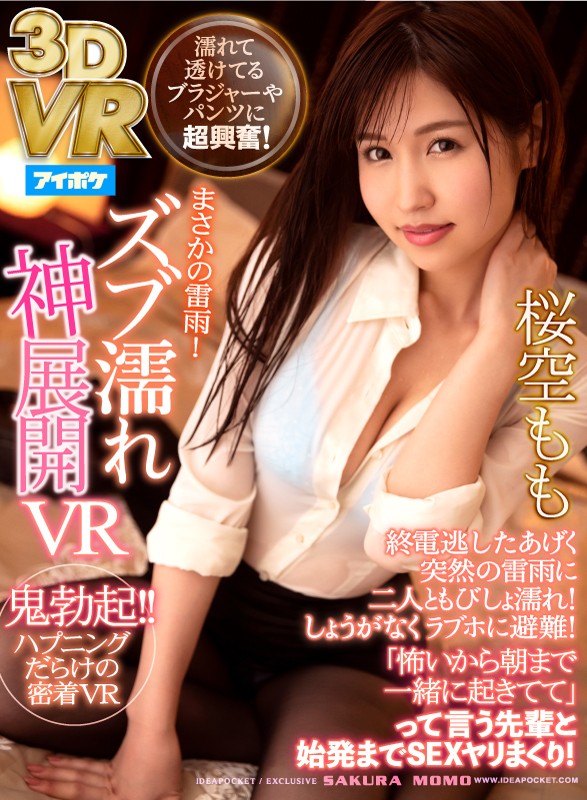 3D
VR
アイポケ
濡れて
透けてる
ブラジャーや
パンツに
超興奮!
まさかの雷雨!
ズブ濡れ
神展開
VR
鬼勃起!!
ハプニング
だらけの
密着VR
桜空もも
終電逃したあげく
突然の雷雨に
二人ともびしょ濡れ!
しょうがなくラブホに避難!
「怖いから朝まで
一緒に起きてて」
って言う先輩と
始発までSEXヤリまくり!
IDEAPOCKET / EXCLUSIVE SAKURA MOMO WWW.IDEAPOCKET.COM